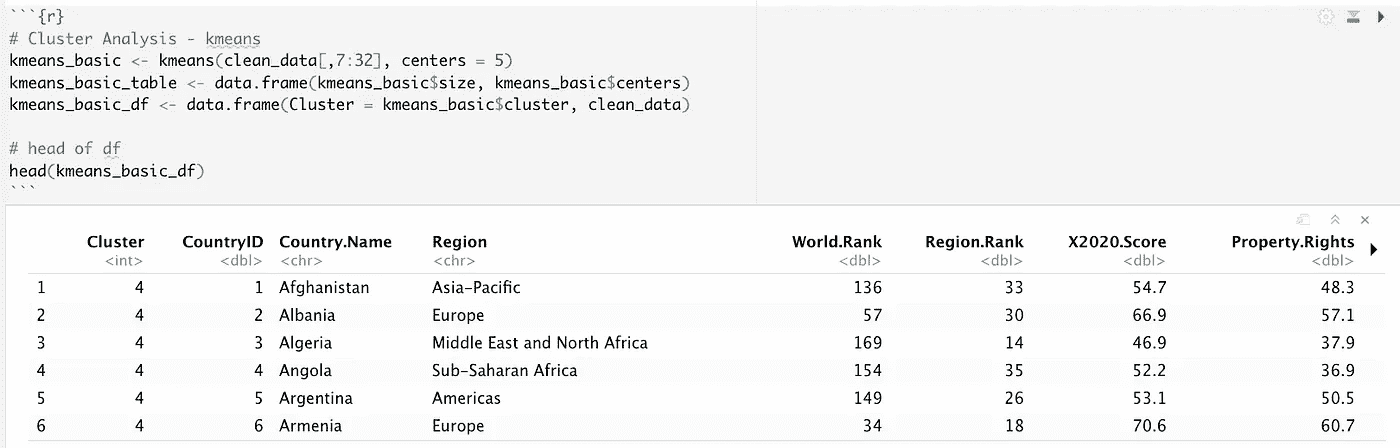 ```{r}
# Cluster Analysis - kmeans
kmeans_basic <- kmeans(clean_data[,7:32], centers = 5)
kmeans_basic_table <- data.frame(kmeans_basic$size, kmeans_basic$centers)
kmeans_basic_df <- data.frame(Cluster = kmeans_basic$cluster, clean_data)
# head of df
head(kmeans_basic_df)
```
Cluster CountryID Country.Name Region World.Rank Region.Rank X2020.Score Property.Rights
<int> <dbl> <chr> <chr> <dbl> <dbl> <dbl> <dbl>
1 4 1 Afghanistan Asia-Pacific 136 33 54.7 48.3
2 4 2 Albania Europe 57 30 66.9 57.1
3 4 3 Algeria Middle East and North Africa 169 14 46.9 37.9
4 4 4 Angola Sub-Saharan Africa 154 35 52.2 36.9
5 4 5 Argentina Americas 149 26 53.1 50.5
6 4 6 Armenia Europe 34 18 70.6 60.7